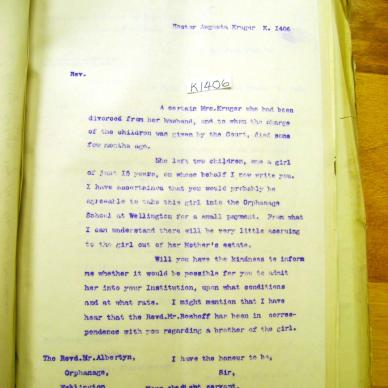 Hester Augusta Kruger K. 1406
Rev.
K1406
A certain Mrs. Kruger who had been
divorced from her husband, and to whom the charge
of the children was given by the Court, died some
few months ago.
She left two children, one a girl
of just 16 years, on whose behalf I now write you.
I have ascertained that you would probably be
agreeable to take this girl into the Orphanage
School at Wellington for a small payment. From what
I can understand there will be very little accruing
to the girl out of her Mother's estate.
Will you have the kindness to inform
me whether it would be possible for you to admit
her into your Institution, upon what conditions
and at what rate. I might mention that I have
hear that the Revd. Mr. Boshoff has been in corres-
pondence with you regarding a brother of the girl.
The Revd. Mr. Albertyn, I have the honour to be,
Orphanage, Sir,
Wellington Your obedient servant,